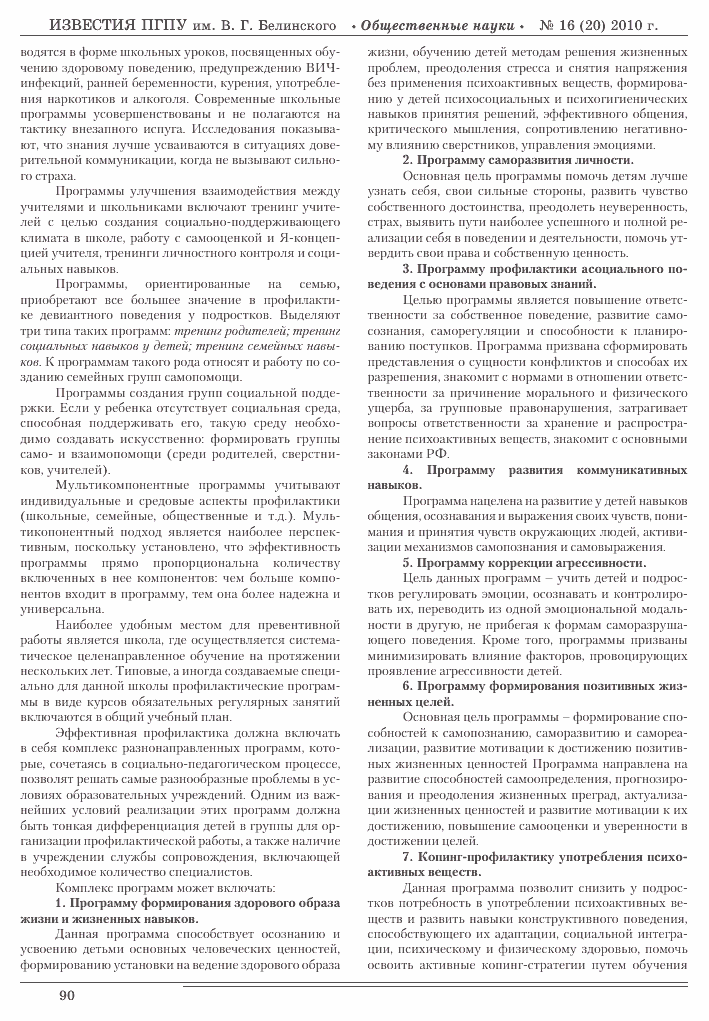 ИЗВЕСТИЯ ПГПУ им. В. Г. Белинского • Общественные науки • № 16 (20) 2010 г.
водятся в форме школьных уроков, посвященных обу-
чению здоровому поведению, предупреждению ВИЧ-
инфекций, ранней беременности, курения, употребле-
ния наркотиков и алкоголя. Современные школьные
программы усовершенствованы и не полагаются на
тактику внезапного испуга. Исследования показыва-
ют, что знания лучше усваиваются в ситуациях дове-
рительной коммуникации, когда не вызывают сильно-
го страха.
Программы улучшения взаимодействия между
учителями и школьниками включают тренинг учите-
лей с целью создания социально-поддерживающего
климата в школе, работу с самооценкой и Я-концеп-
цией учителя, тренинги личностного контроля и соци-
альных навыков.
Программы, ориентированные на семью,
приобретают все большее значение в профилакти-
ке девиантного поведения у подростков. Выделяют
три типа таких программ: тренинг родителей; тренинг
социальных навыков у детей; тренинг семейных навы-
ков. К программам такого рода относят и работу по со-
зданию семейных групп самопомощи.
Программы создания групп социальной подде-
ржки. Если у ребенка отсутствует социальная среда,
способная поддерживать его, такую среду необхо-
димо создавать искусственно: формировать группы
само- и взаимопомощи (среди родителей, сверстни-
ков, учителей).
Мультикомпонентные программы учитывают
индивидуальные и средовые аспекты профилактики
(школьные, семейные, общественные и т.д.). Муль-
тикопонентный подход является наиболее перспек-
тивным, поскольку установлено, что эффективность
программы прямо пропорциональна количеству
включенных в нее компонентов: чем больше компо-
нентов входит в программу, тем она более надежна и
универсальна.
Наиболее удобным местом для превентивной
работы является школа, где осуществляется система-
тическое целенаправленное обучение на протяжении
нескольких лет. Типовые, а иногда создаваемые специ-
ально для данной школы профилактические програм-
мы в виде курсов обязательных регулярных занятий
включаются в общий учебный план.
Эффективная профилактика должна включать
в себя комплекс разнонаправленных программ, кото-
рые, сочетаясь в социально-педагогическом процессе,
позволят решать самые разнообразные проблемы в ус-
ловиях образовательных учреждений. Одним из важ-
нейших условий реализации этих программ должна
быть тонкая дифференциация детей в группы для ор-
ганизации профилактической работы, а также наличие
в учреждении службы сопровождения, включающей
необходимое количество специалистов.
Комплекс программ может включать:
1. Программу формирования здорового образа
жизни и жизненных навыков.
Данная программа способствует осознанию и
усвоению детьми основных человеческих ценностей,
формированию установки на ведение здорового образа
жизни, обучению детей методам решения жизненных
проблем, преодоления стресса и снятия напряжения
без применения психоактивных веществ, формирова-
нию у детей психосоциальных и психогигиенических
навыков принятия решений, эффективного общения,
критического мышления, сопротивлению негативно-
му влиянию сверстников, управления эмоциями.
2. Программу саморазвития личности.
Основная цель программы помочь детям лучше
узнать себя, свои сильные стороны, развить чувство
собственного достоинства, преодолеть неуверенность,
страх, выявить пути наиболее успешного и полной ре-
ализации себя в поведении и деятельности, помочь ут-
вердить свои права и собственную ценность.
3. Программу профилактики асоциального по-
ведения с основами правовых знаний.
Целью программы является повышение ответс-
твенности за собственное поведение, развитие само-
сознания, саморегуляции и способности к планиро-
ванию поступков. Программа призвана сформировать
представления о сущности конфликтов и способах их
разрешения, знакомит с нормами в отношении ответс-
твенности за причинение морального и физического
ущерба, за групповые правонарушения, затрагивает
вопросы ответственности за хранение и распростра-
нение психоактивных веществ, знакомит с основными
законами РФ.
4. Программу развития коммуникативных
навыков.
Программа нацелена на развитие у детей навыков
общения, осознавания и выражения своих чувств, пони-
мания и принятия чувств окружающих людей, активи-
зации механизмов самопознания и самовыражения.
5. Программу коррекции агрессивности.
Цель данных программ – учить детей и подрос-
тков регулировать эмоции, осознавать и контролиро-
вать их, переводить из одной эмоциональной модаль-
ности в другую, не прибегая к формам саморазруша-
ющего поведения. Кроме того, программы призваны
минимизировать влияние факторов, провоцирующих
проявление агрессивности детей.
6. Программу формирования позитивных жиз-
ненных целей.
Основная цель программы – формирование спо-
собностей к самопознанию, саморазвитию и самореа-
лизации, развитие мотивации к достижению позитив-
ных жизненных ценностей Программа направлена на
развитие способностей самоопределения, прогнозиро-
вания и преодоления жизненных преград, актуализа-
ции жизненных ценностей и развитие мотивации к их
достижению, повышение самооценки и уверенности в
достижении целей.
7. Копинг-профилактику употребления психо-
активных веществ.
Данная программа позволит снизить у подрос-
тков потребность в употреблении психоактивных ве-
ществ и развить навыки конструктивного поведения,
способствующего их адаптации, социальной интегра-
ции, психическому и физическому здоровью, помочь
освоить активные копинг-стратегии путем обучения
90